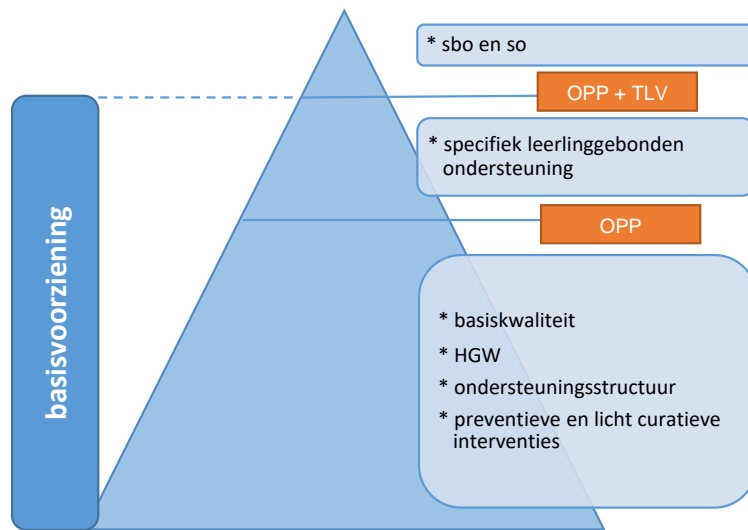 * sbo en so
OPP + TLV
* specifiek leerlinggebonden
ondersteuning
OPP
* basiskwaliteit
* HGW
* ondersteuningsstructuur
* preventieve en licht curatieve
interventies
basisvoorziening